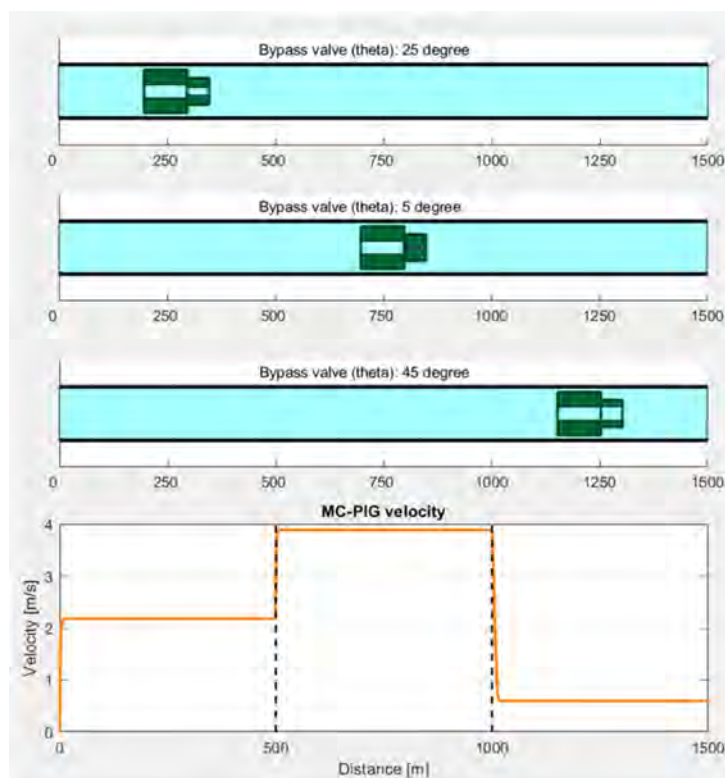 Bypass valve (theta): 25 degree
0 250 500 750 1000 1250 1500
Bypass valve (theta): 5 degree
0 250 500 750 1000 1250 1500
Bypass valve (theta): 45 degree
0 250 500 750 1000 1250 1500
MC-PIG velocity
4
3
2
1
0
Velocity [m/s]
0 500 1000 1500
Distance [m]